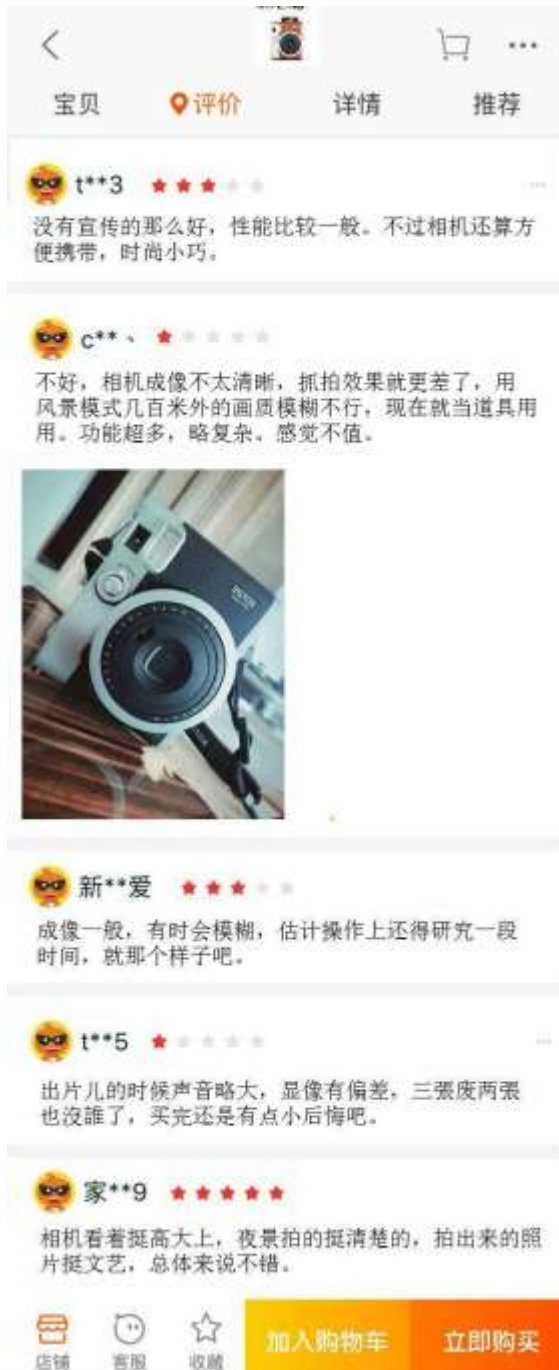 宝贝 评价 详情 推荐
t**3
没有宣传的那么好，性能比较一般。不过相机还算方
便携带，时尚小巧。
c**、
不好，相机成像不太清晰，抓拍效果就更差了，用
风景模式几百米外的画质模糊不行，现在就当道具用
用。功能超多，略复杂。感觉不值。
新**爱
成像一般，有时会模糊，估计操作上还得研究一段
时间，就那个样子吧。
t**5
出片儿的时候声音略大，显像有偏差，三張废两張
也沒誰了，买完还是有点小后悔吧。
家**9
相机看着挺高大上，夜景拍的挺清楚的，拍出来的照
片挺文艺，总体来说不错。
店铺 客服 收藏 加入购物车 立即购买